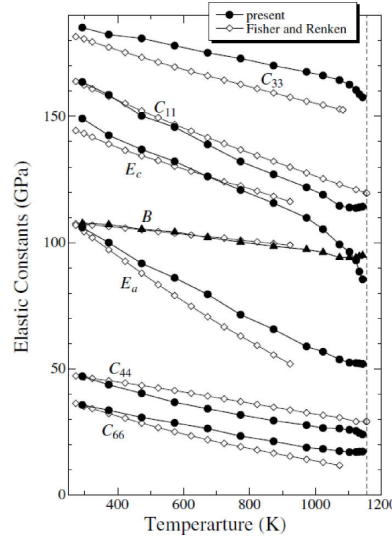 present
Fisher and Renken
C33
C11
Ec
B
Ea
C44
C66
200
150
100
50
0
400 600 800 1000 1200
Elastic Constants (GPa)
Temperarture (K)